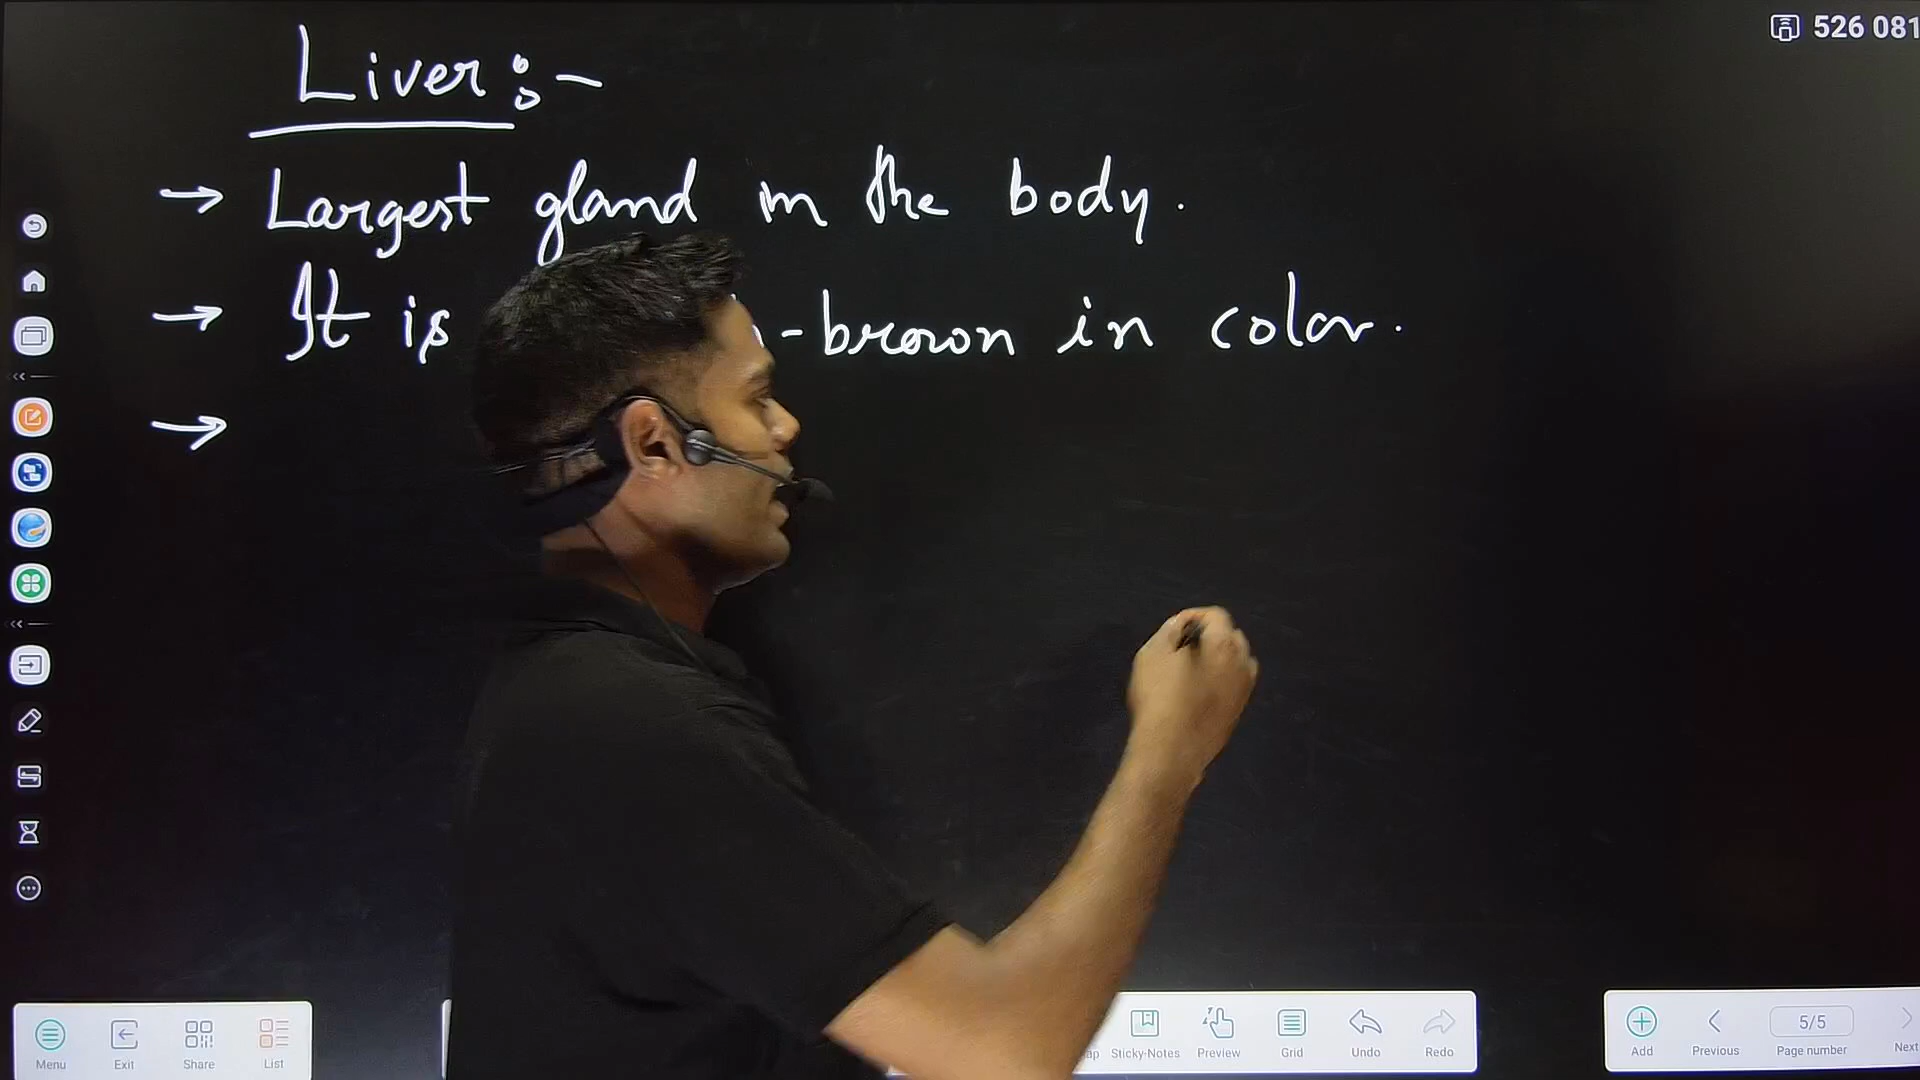 526 081
Liver :-
→ Largest gland in the body.
→ It is -brown in color.
→
Menu Exit Share List Sticky-Notes Preview Grid Undo Redo Add Previous 5/5 Page number Next